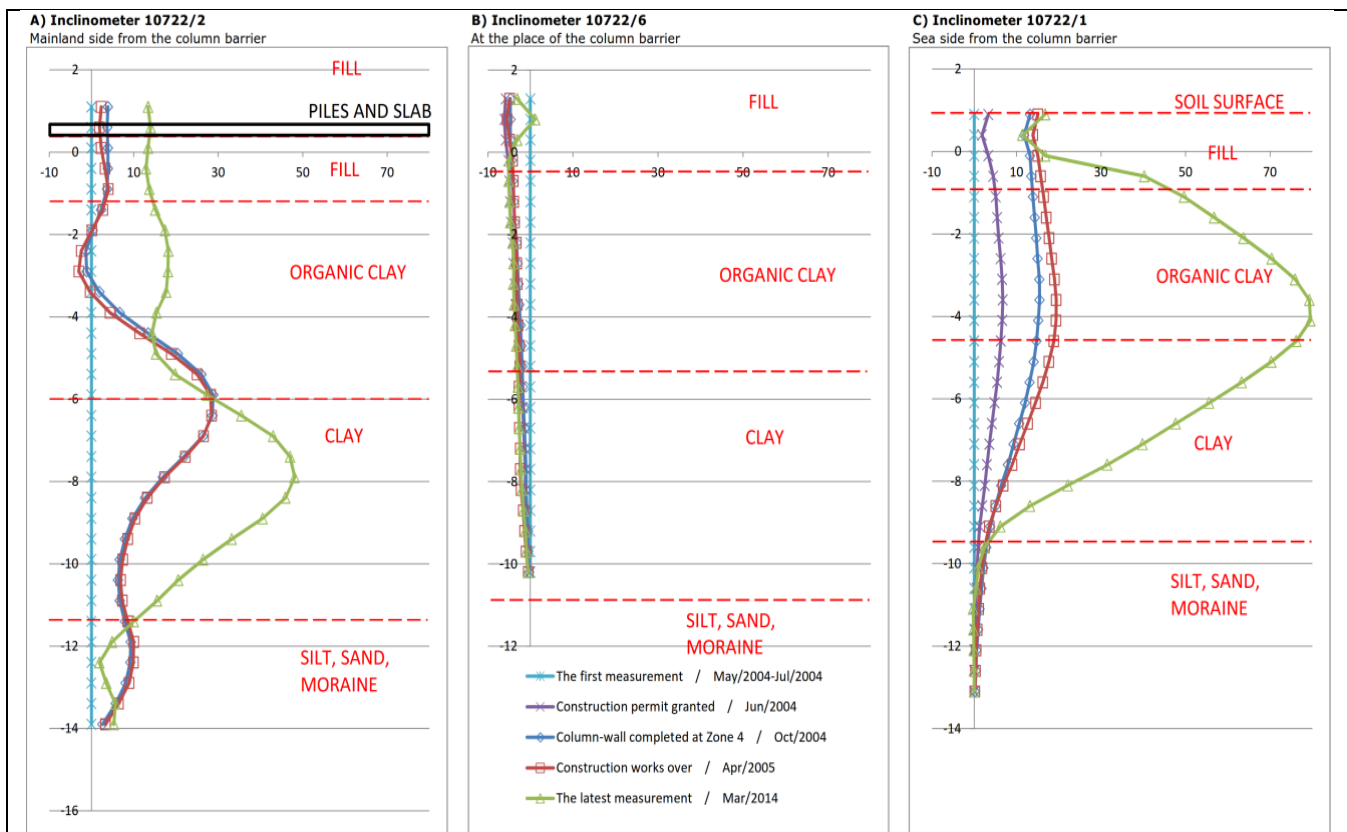 A) Inclinometer 10722/2
Mainland side from the column barrier
-10 10 30 50 70
2
0
-2
-4
-6
-8
-10
-12
-14
-16
FILL
PILES AND SLAB
FILL
ORGANIC CLAY
CLAY
SILT, SAND,
MORAINE
B) Inclinometer 10722/6
At the place of the column barrier
-10 10 30 50 70
2
0
-2
-4
-6
-8
-10
-12
FILL
ORGANIC CLAY
CLAY
SILT, SAND,
MORAINE
The first measurement / May/2004-Jul/2004
Construction permit granted / Jun/2004
Column-wall completed at Zone 4 / Oct/2004
Construction works over / Apr/2005
The latest measurement / Mar/2014
C) Inclinometer 10722/1
Sea side from the column barrier
-10 10 30 50 70
2
0
-2
-4
-6
-8
-10
-12
-14
SOIL SURFACE
FILL
ORGANIC CLAY
CLAY
SILT, SAND,
MORAINE